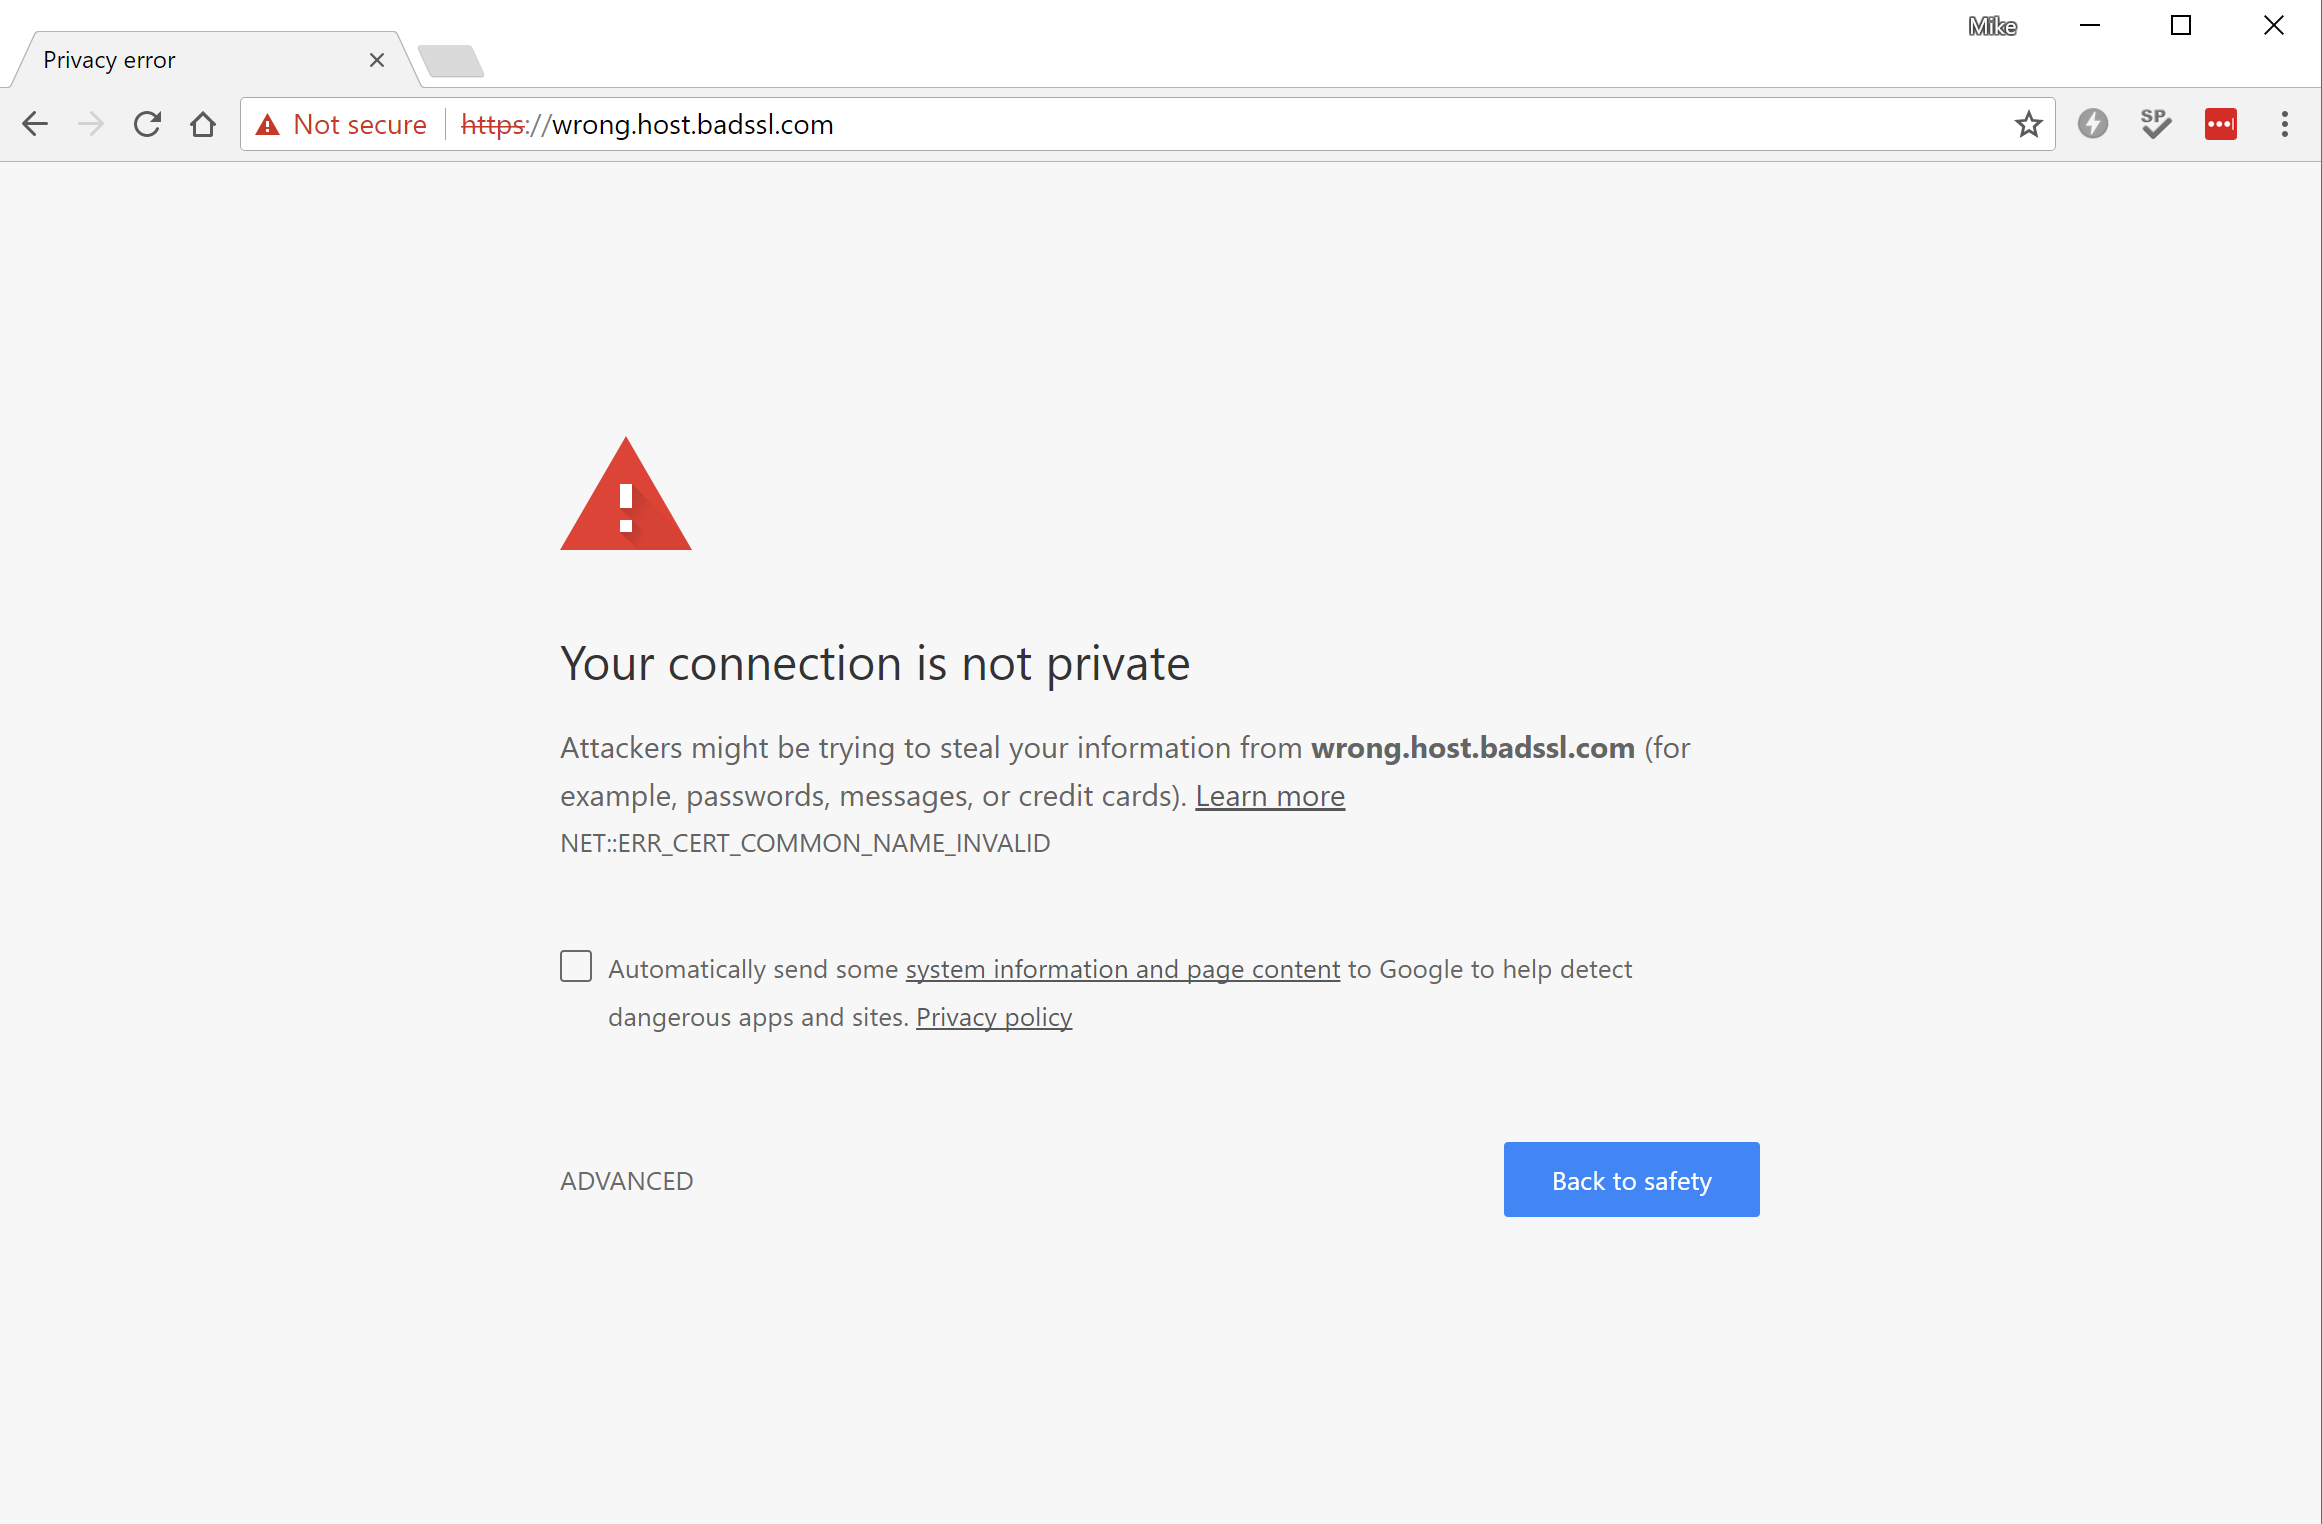 Mike
Privacy error
Not secure https://wrong.host.badssl.com
SP
Your connection is not private
Attackers might be trying to steal your information from wrong.host.badssl.com (for
example, passwords, messages, or credit cards). Learn more
NET::ERR_CERT_COMMON_NAME_INVALID
Automatically send some system information and page content to Google to help detect
dangerous apps and sites. Privacy policy
ADVANCED
Back to safety